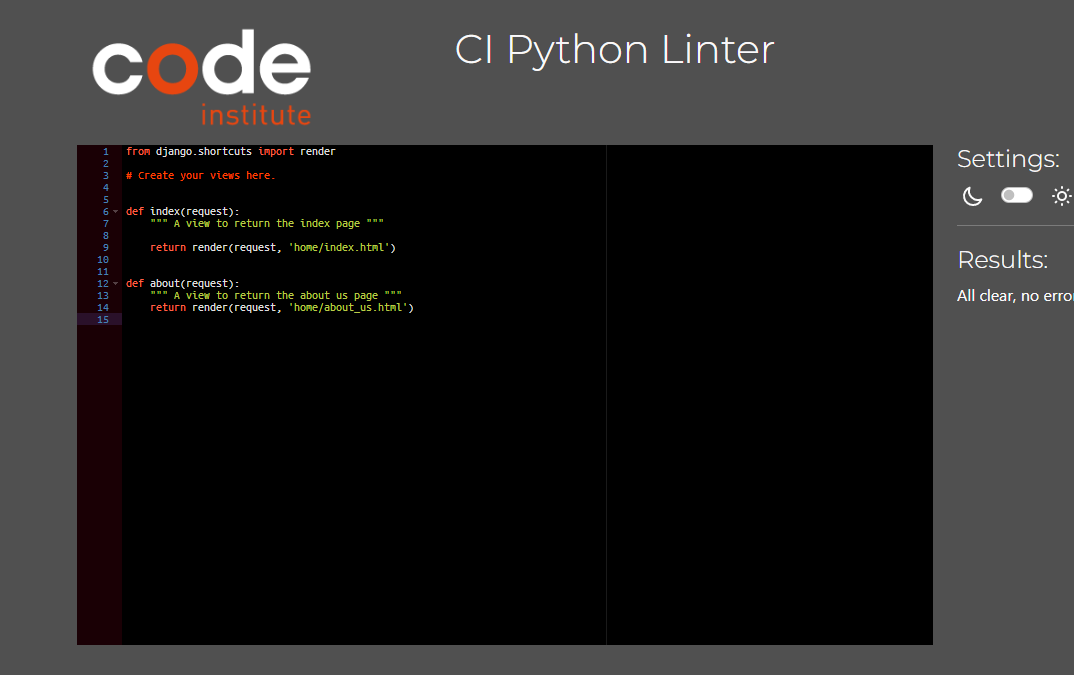 code
institute
CI Python Linter
1 from django.shortcuts import render
2
3 # Create your views here.
4
5
6 def index(request):
7 """ A view to return the index page """
8
9 return render(request, 'home/index.html')
10
11
12 def about(request):
13 """ A view to return the about us page """
14 return render(request, 'home/about_us.html')
15
Settings:
Results:
All clear, no